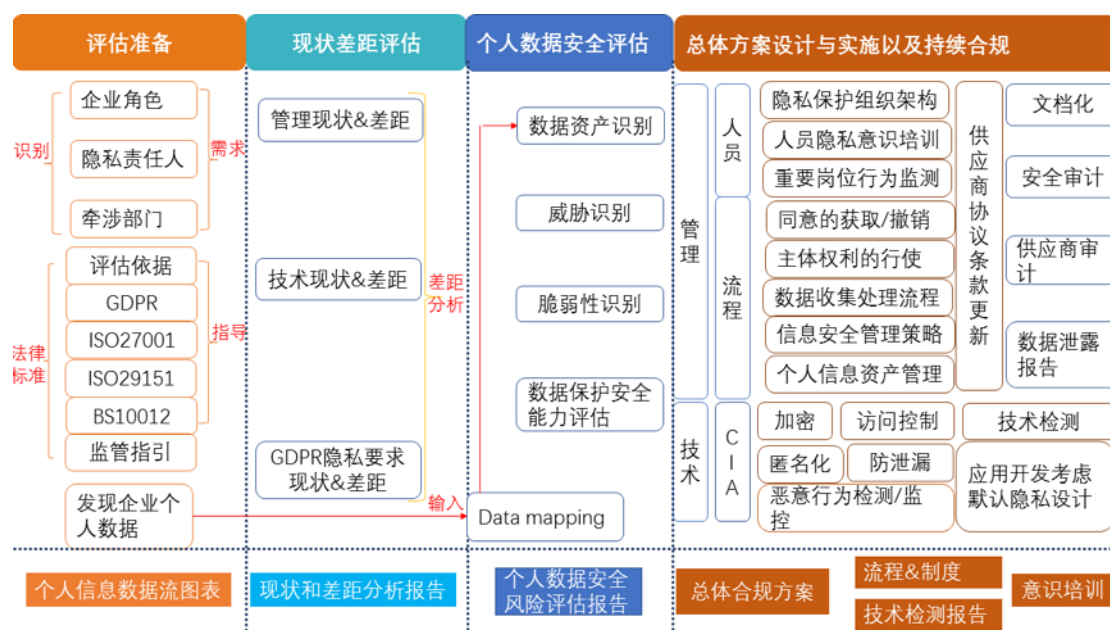 评估准备
现状差距评估
个人数据安全评估
总体方案设计与实施以及持续合规
企业角色
识别
隐私责任人
需求
牵涉部门
评估依据
GDPR
ISO27001
指导
法律
标准
ISO29151
BS10012
监管指引
发现企业个
人数据
管理现状&差距
技术现状&差距
差距
分析
GDPR隐私要求
现状&差距
输入
数据资产识别
威胁识别
脆弱性识别
数据保护安全
能力评估
Data mapping
管理
人员
隐私保护组织架构
人员隐私意识培训
重要岗位行为监测
流程
同意的获取/撤销
主体权利的行使
数据收集处理流程
信息安全管理策略
个人信息资产管理
供应商协议条款更新
文档化
安全审计
供应商审
计
数据泄露
报告
技术
CIA
加密
访问控制
技术检测
匿名化
防泄漏
应用开发考虑
默认隐私设计
恶意行为检测/监
控
个人信息数据流图表
现状和差距分析报告
个人数据安全
风险评估报告
总体合规方案
流程&制度
技术检测报告
意识培训